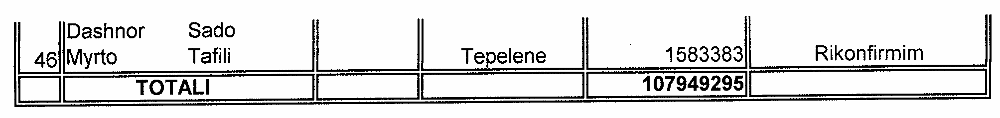 Dashnor Sado
46 Myrto Tafili Tepelene 1583383 Rikonfirmim
TOTALI 107949295